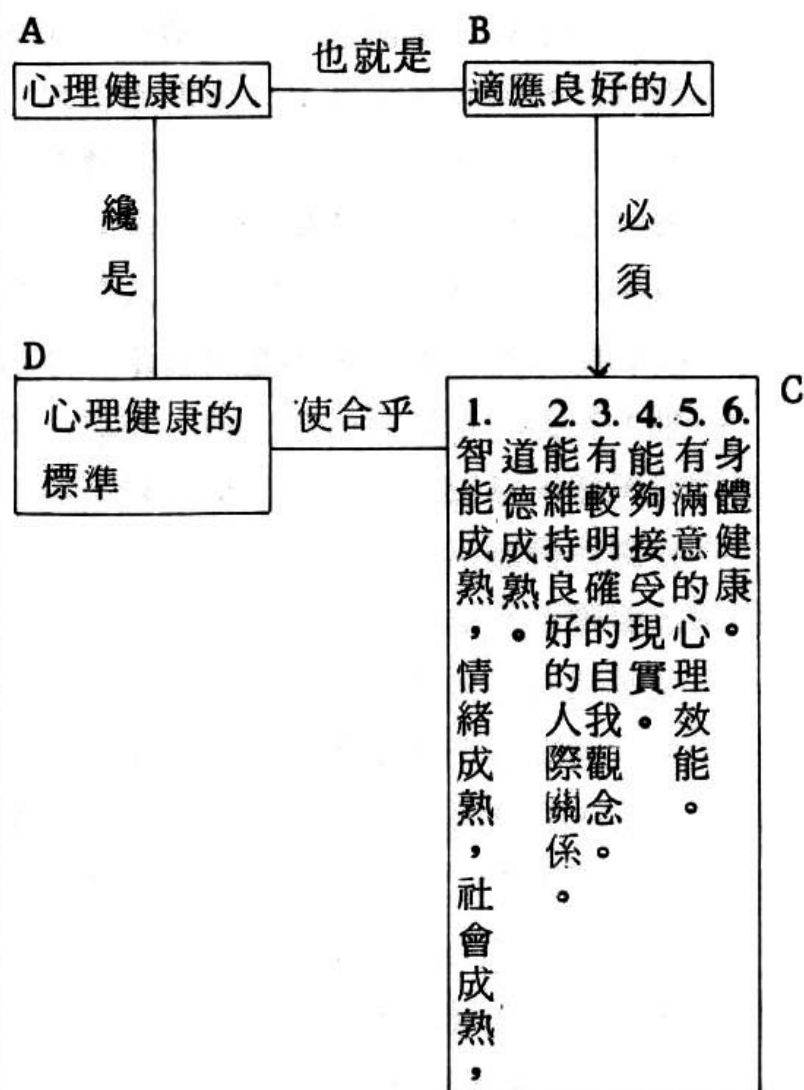 A
心理健康的人
也就是
B
適應良好的人
纔是
必須
D
心理健康的
標準
使合乎
C
1.智能成熟，情緒成熟，社會成熟，
道德成熟。
2.能維持良好的人際關係。
3.有較明確的自我觀念。
4.能夠接受現實。
5.有滿意的心理效能。
6.身體健康。